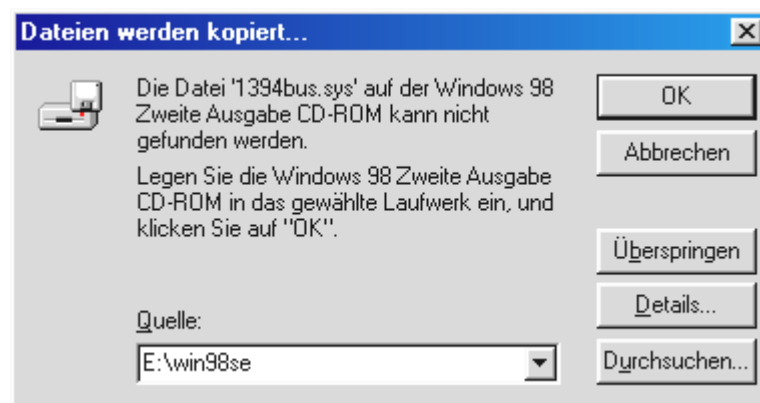 Dateien werden kopiert...
Die Datei '1394bus.sys' auf der Windows 98
Zweite Ausgabe CD-ROM kann nicht
gefunden werden.
Legen Sie die Windows 98 Zweite Ausgabe
CD-ROM in das gewählte Laufwerk ein, und
klicken Sie auf "OK".
Quelle:
E:\win98se
OK
Abbrechen
Überspringen
Details...
Durchsuchen...